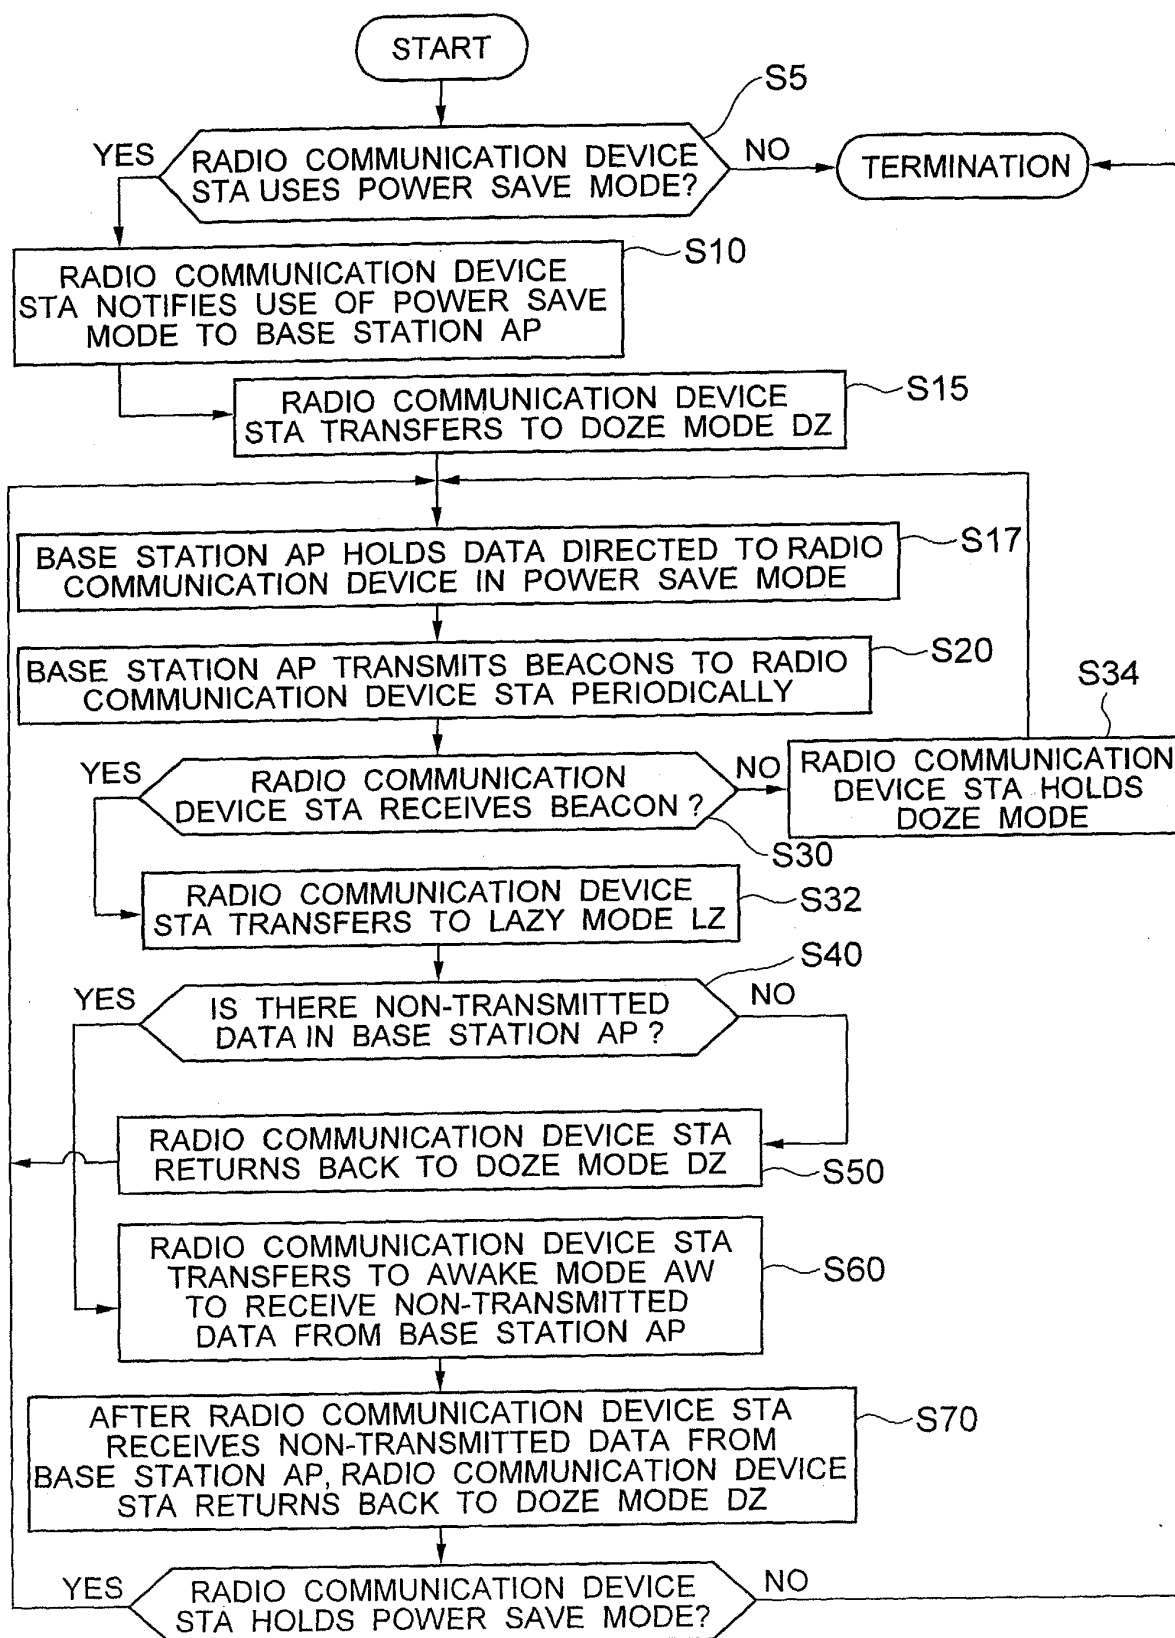 START
S5
YES
RADIO COMMUNICATION DEVICE
STA USES POWER SAVE MODE?
NO
TERMINATION
S10
RADIO COMMUNICATION DEVICE
STA NOTIFIES USE OF POWER SAVE
MODE TO BASE STATION AP
S15
RADIO COMMUNICATION DEVICE
STA TRANSFERS TO DOZE MODE DZ
S17
BASE STATION AP HOLDS DATA DIRECTED TO RADIO
COMMUNICATION DEVICE IN POWER SAVE MODE
S20
BASE STATION AP TRANSMITS BEACONS TO RADIO
COMMUNICATION DEVICE STA PERIODICALLY
S34
YES
RADIO COMMUNICATION
DEVICE STA RECEIVES BEACON ?
NO
RADIO COMMUNICATION
DEVICE STA HOLDS
DOZE MODE
S30
RADIO COMMUNICATION DEVICE
STA TRANSFERS TO LAZY MODE LZ
S32
S40
YES
IS THERE NON-TRANSMITTED
DATA IN BASE STATION AP ?
NO
RADIO COMMUNICATION DEVICE STA
RETURNS BACK TO DOZE MODE DZ
S50
RADIO COMMUNICATION DEVICE STA
TRANSFERS TO AWAKE MODE AW
TO RECEIVE NON-TRANSMITTED
DATA FROM BASE STATION AP
S60
AFTER RADIO COMMUNICATION DEVICE STA
RECEIVES NON-TRANSMITTED DATA FROM
BASE STATION AP, RADIO COMMUNICATION DEVICE
STA RETURNS BACK TO DOZE MODE DZ
S70
YES
RADIO COMMUNICATION DEVICE
STA HOLDS POWER SAVE MODE?
NO